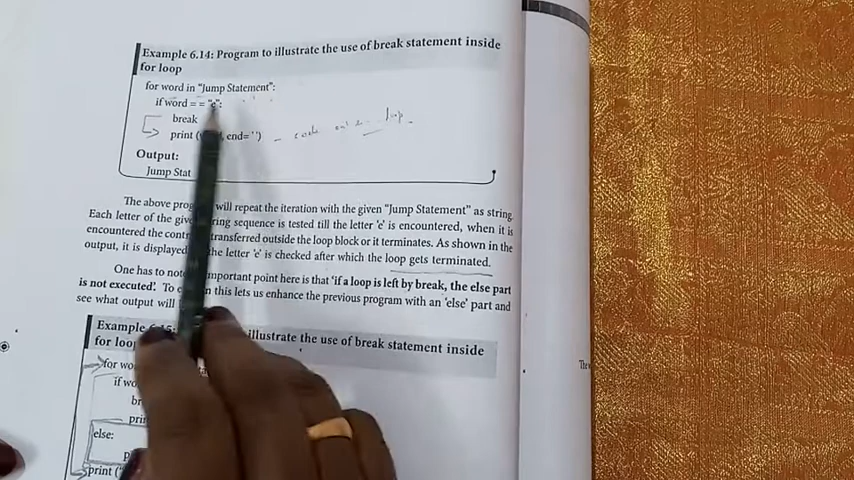 Example 6.14: Program to illustrate the use of break statement inside
for loop
for word in "Jump Statement":
if word = = "e":
break
print ( , end=' ')
Output:
Jump Stat
The above will repeat the iteration with the given "Jump Statement" as string.
Each letter of the sequence is tested till the letter 'e' is encountered, when it is
encountered the transferred outside the loop block or it terminates. As shown in the
output, it is displayed the letter 'e' is checked after which the loop gets terminated.
One has to important point here is that 'if a loop is left by break, the else part
is not executed'. To this lets us enhance the previous program with an 'else' part and
see what output will
Example illustrate the use of break statement inside
for loop
for
if
else:
print (